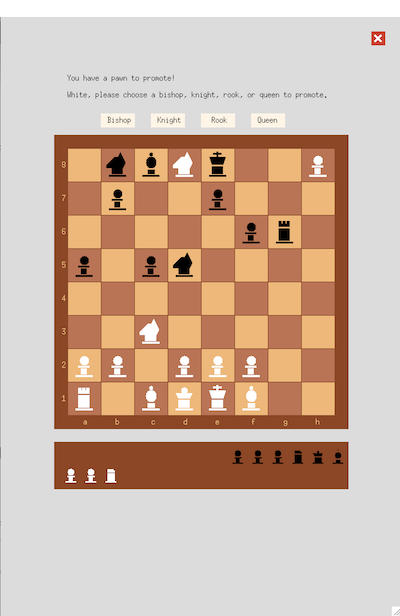 You have a pawn to promote!
White, please choose a bishop, knight, rook, or queen to promote.
Bishop Knight Rook Queen
8
7
6
5
4
3
2
1
a b c d e f g h